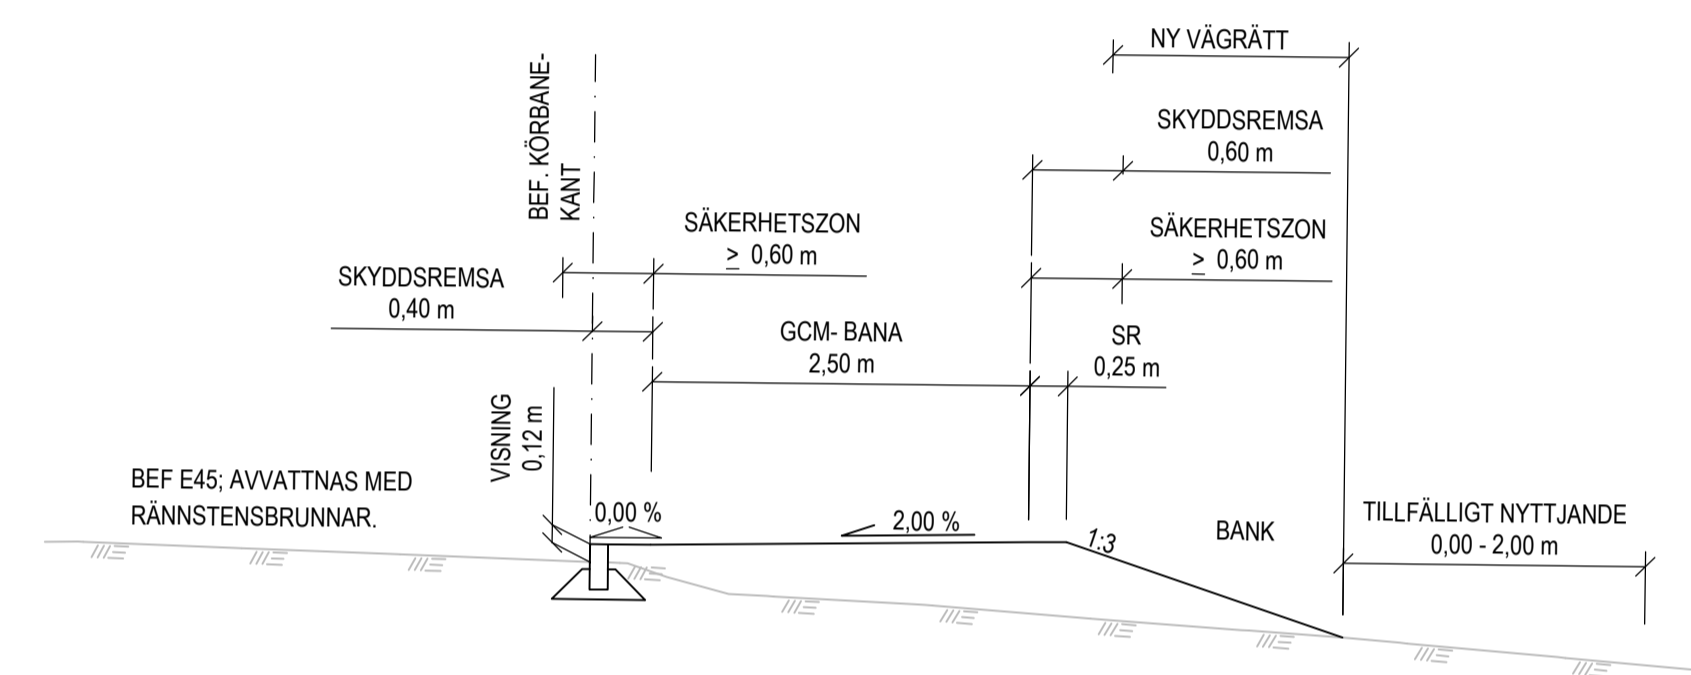 NY VÄGRÄTT
BEF. KÖRBANE-
KANT
SKYDDSREMSA
0,60 m
SÄKERHETSZON
≥ 0,60 m
SÄKERHETSZON
≥ 0,60 m
SKYDDSREMSA
0,40 m
GCM- BANA
2,50 m
SR
0,25 m
VISNING
0,12 m
BEF E45; AVVATTNAS MED
RÄNNSTENSBRUNNAR.
0,00 %
2,00 %
1:3
BANK
TILLFÄLLIGT NYTTJANDE
0,00 - 2,00 m